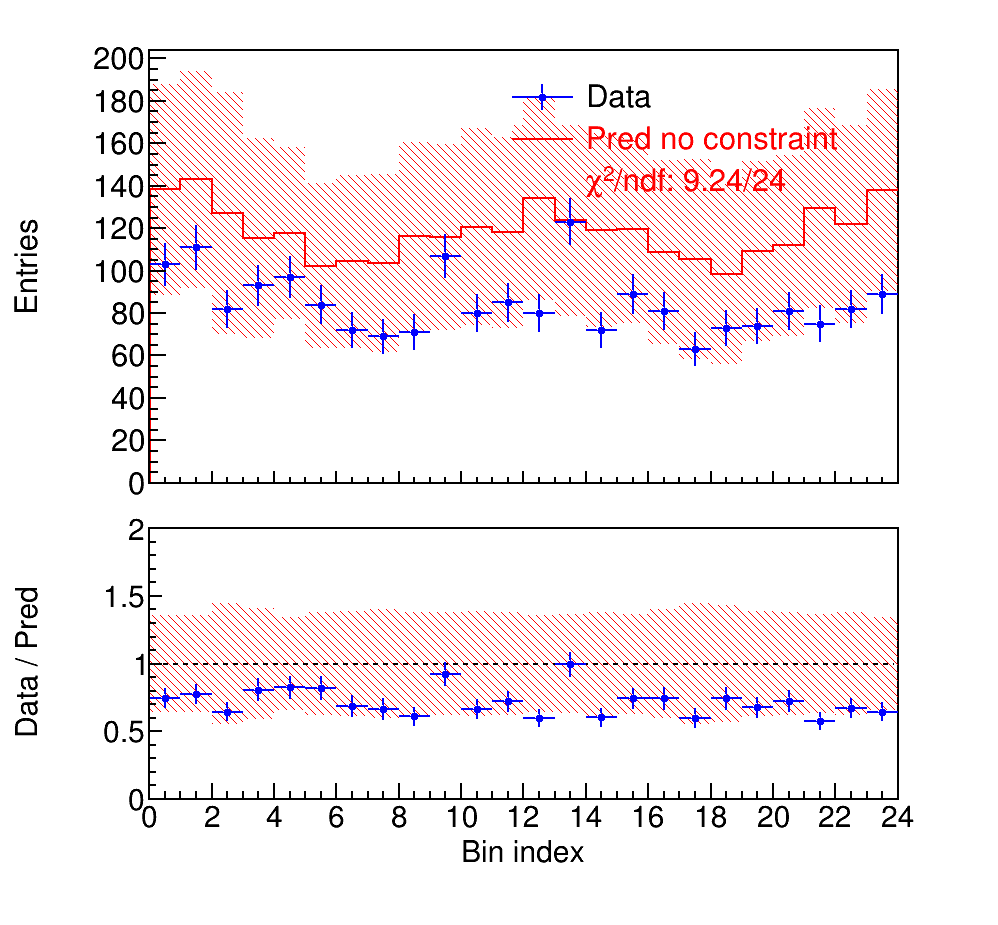 200
180
160
140
120
100
80
60
40
20
0
Entries
Data
Pred no constraint
χ²/ndf: 9.24/24
2
1.5
1
0.5
0
Data / Pred
0 2 4 6 8 10 12 14 16 18 20 22 24
Bin index